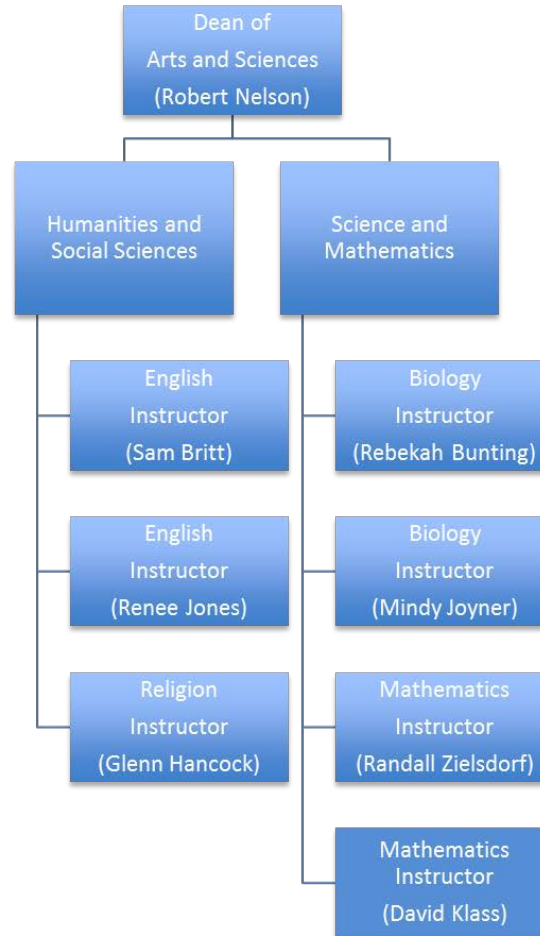 Dean of
Arts and Sciences
(Robert Nelson)
Humanities and
Social Sciences
English
Instructor
(Sam Britt)
English
Instructor
(Renee Jones)
Religion
Instructor
(Glenn Hancock)
Science and
Mathematics
Biology
Instructor
(Rebekah Bunting)
Biology
Instructor
(Mindy Joyner)
Mathematics
Instructor
(Randall Zielsdorf)
Mathematics
Instructor
(David Klass)